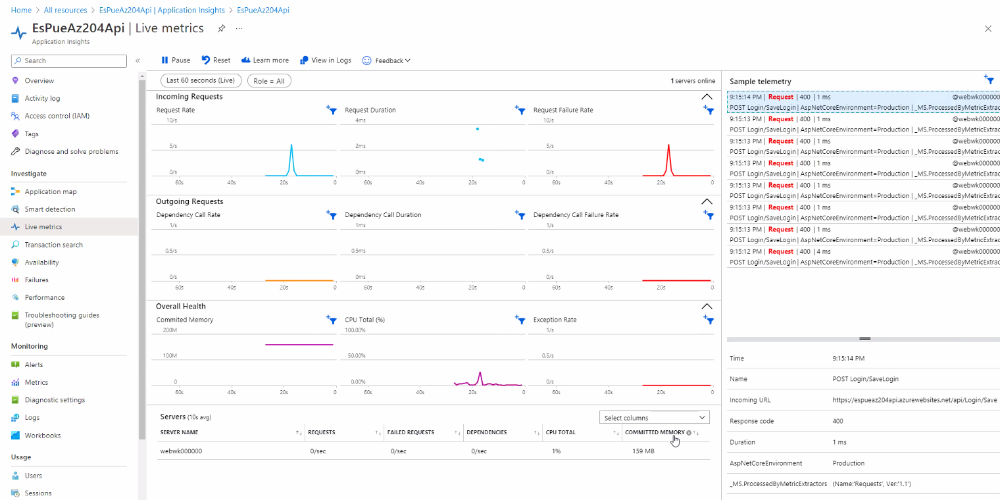 Home > All resources > EsPueAz204Api | Application Insights > EsPueAz204Api
EsPueAz204Api | Live metrics ...
Application Insights
Search
«
Overview
Activity log
Access control (IAM)
Tags
Diagnose and solve problems
Investigate
Application map
Smart detection
Live metrics
Transaction search
Availability
Failures
Performance
Troubleshooting guides
(preview)
Monitoring
Alerts
Metrics
Diagnostic settings
Logs
Workbooks
Usage
Users
Sessions
Pause Reset Learn more View in Logs Feedback
Last 60 seconds (Live) Role = All 1 servers online
Incoming Requests
Request Rate Request Duration Request Failure Rate
10/s 4ms 10/s
5/s 2ms 5/s
0/s 0ms 0/s
60s 40s 20s 0 60s 40s 20s 0 60s 40s 20s 0
Outgoing Requests
Dependency Call Rate Dependency Call Duration Dependency Call Failure Rate
1/s 1ms 1/s
0.5/s 0.5ms 0.5/s
0/s 0ms 0/s
60s 40s 20s 0 60s 40s 20s 0 60s 40s 20s 0
Overall Health
Commited Memory CPU Total (%) Exception Rate
200M 100.00% 1/s
100M 50.00% 0.5/s
0 0.00% 0/s
60s 40s 20s 0 60s 40s 20s 0 60s 40s 20s 0
Servers (10s avg) Select columns
SERVER NAME REQUESTS FAILED REQUESTS DEPENDENCIES CPU TOTAL COMMITTED MEMORY
webwk000000 0/sec 0/sec 0/sec 1% 159 MB
Sample telemetry
9:15:14 PM | Request | 400 | 1 ms @webwk000000
POST Login/SaveLogin | AspNetCoreEnvironment=Production | _MS.ProcessedByMetricExtrac
9:15:13 PM | Request | 400 | 1 ms @webwk000000
POST Login/SaveLogin | AspNetCoreEnvironment=Production | _MS.ProcessedByMetricExtrac
9:15:13 PM | Request | 400 | 1 ms @webwk000000
POST Login/SaveLogin | AspNetCoreEnvironment=Production | _MS.ProcessedByMetricExtrac
9:15:13 PM | Request | 400 | 1 ms @webwk000000
POST Login/SaveLogin | AspNetCoreEnvironment=Production | _MS.ProcessedByMetricExtrac
9:15:13 PM | Request | 400 | 1 ms @webwk000000
POST Login/SaveLogin | AspNetCoreEnvironment=Production | _MS.ProcessedByMetricExtrac
9:15:13 PM | Request | 400 | 1 ms @webwk000000
POST Login/SaveLogin | AspNetCoreEnvironment=Production | _MS.ProcessedByMetricExtrac
9:15:13 PM | Request | 400 | 1 ms @webwk000000
POST Login/SaveLogin | AspNetCoreEnvironment=Production | _MS.ProcessedByMetricExtrac
9:15:12 PM | Request | 400 | 4 ms @webwk000000
POST Login/SaveLogin | AspNetCoreEnvironment=Production | _MS.ProcessedByMetricExtrac
Time 9:15:14 PM
Name POST Login/SaveLogin
Incoming URL https://espueaz204api.azurewebsites.net/api/Login/Save
Response code 400
Duration 1 ms
AspNetCoreEnvironment Production
_MS.ProcessedByMetricExtractors (Name:'Requests', Ver:'1.1')